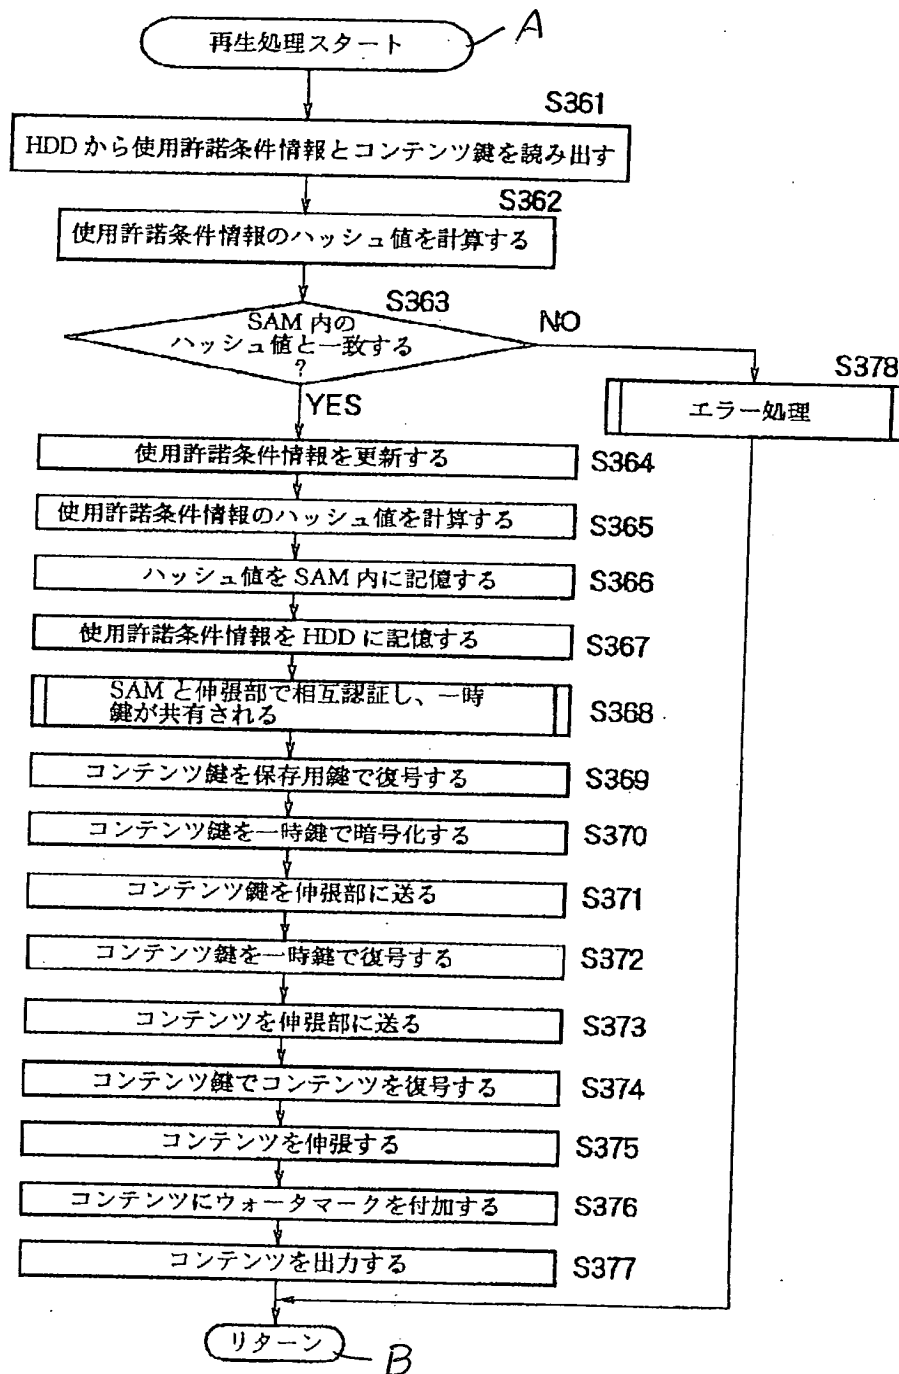 再生処理スタート
A
S361
HDD から使用許諾条件情報とコンテンツ鍵を読み出す
S362
使用許諾条件情報のハッシュ値を計算する
S363
SAM 内の
ハッシュ値と一致する
?
NO
YES
S378
エラー処理
使用許諾条件情報を更新する
S364
使用許諾条件情報のハッシュ値を計算する
S365
ハッシュ値を SAM 内に記憶する
S366
使用許諾条件情報を HDD に記憶する
S367
SAM と伸張部で相互認証し、一時
鍵が共有される
S368
コンテンツ鍵を保存用鍵で復号する
S369
コンテンツ鍵を一時鍵で暗号化する
S370
コンテンツ鍵を伸張部に送る
S371
コンテンツ鍵を一時鍵で復号する
S372
コンテンツを伸張部に送る
S373
コンテンツ鍵でコンテンツを復号する
S374
コンテンツを伸張する
S375
コンテンツにウォータマークを付加する
S376
コンテンツを出力する
S377
リターン
B